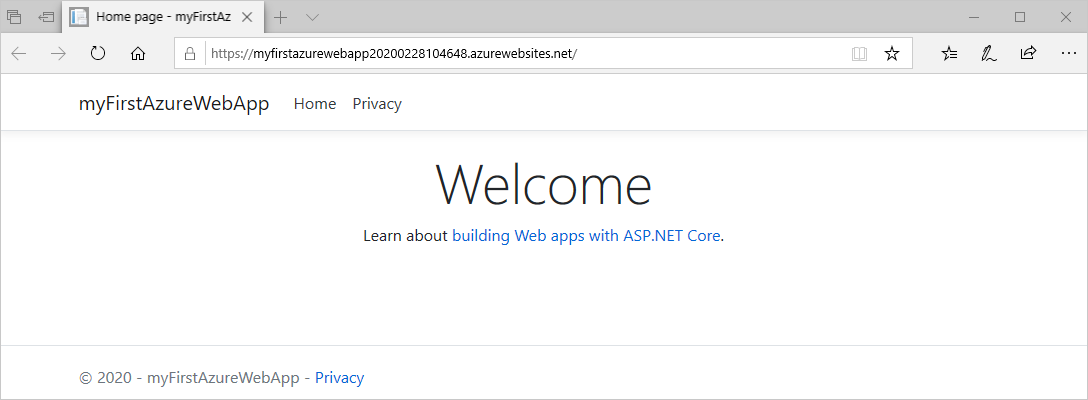 Home page - myFirstAz
https://myfirstazurewebapp20200228104648.azurewebsites.net/
myFirstAzureWebApp Home Privacy
Welcome
Learn about building Web apps with ASP.NET Core.
© 2020 - myFirstAzureWebApp - Privacy